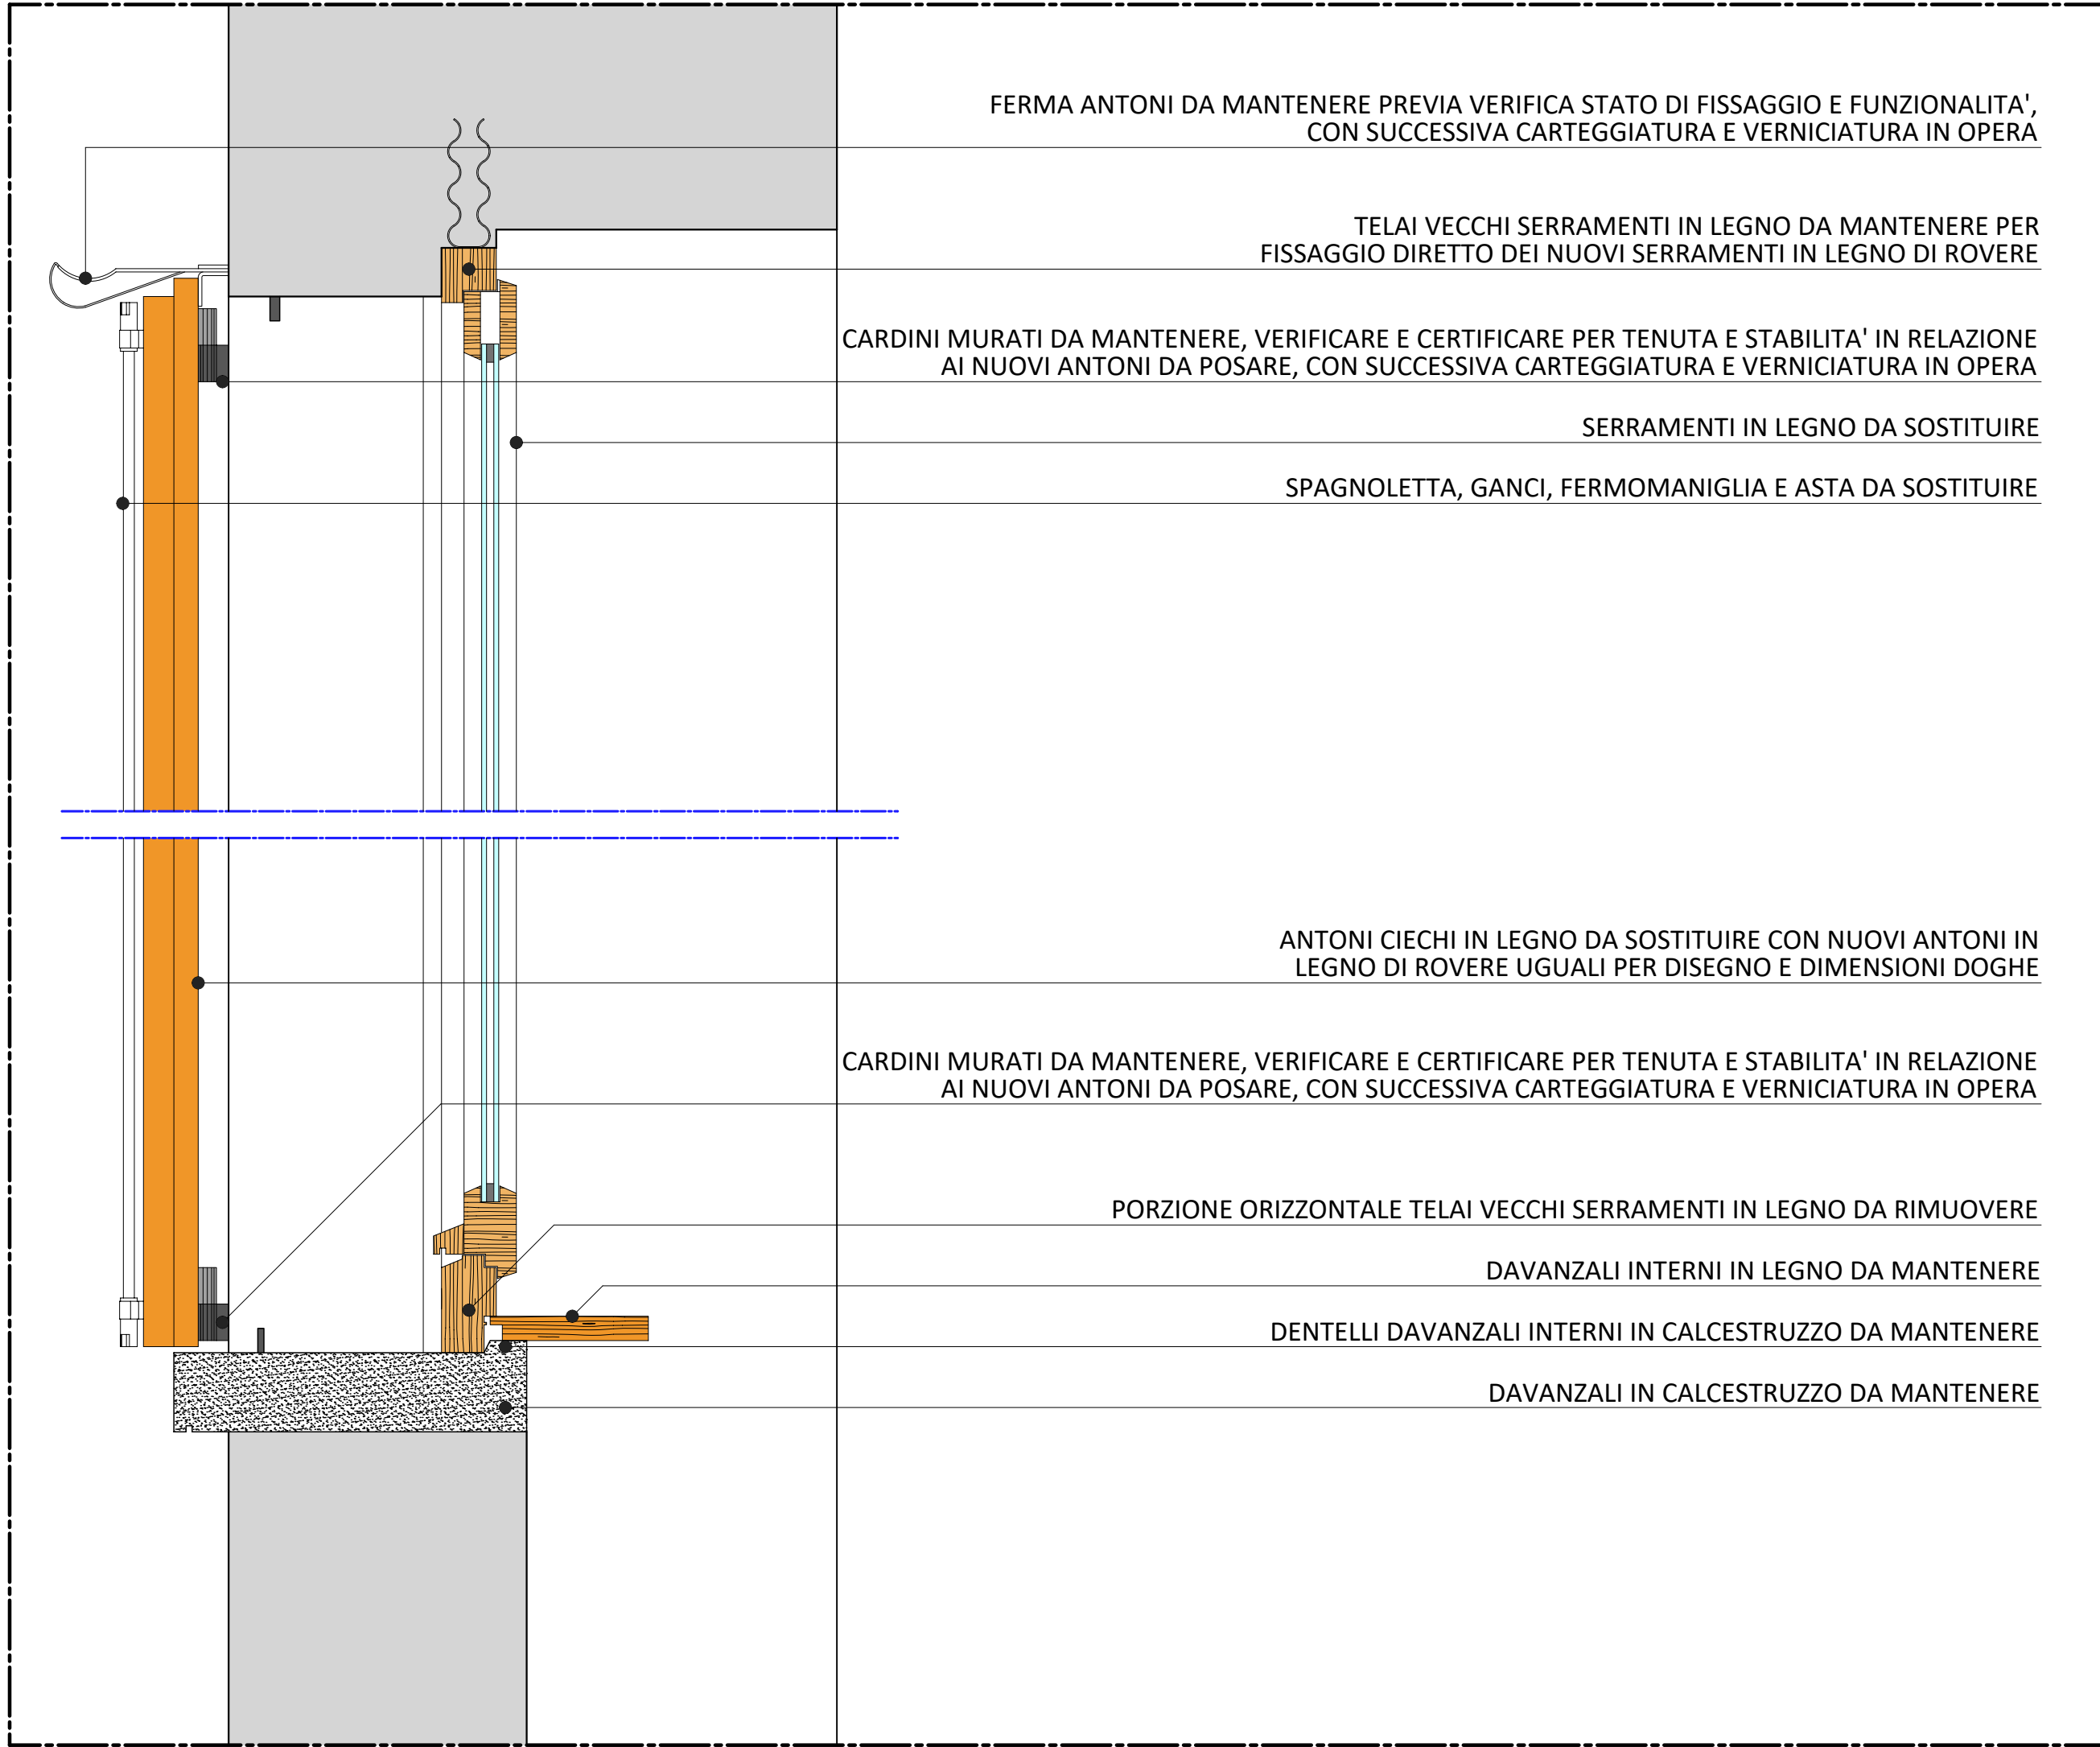 FERMA ANTONI DA MANTENERE PREVIA VERIFICA STATO DI FISSAGGIO E FUNZIONALITA',
CON SUCCESSIVA CARTEGGIATURA E VERNICIATURA IN OPERA
TELAI VECCHI SERRAMENTI IN LEGNO DA MANTENERE PER
FISSAGGIO DIRETTO DEI NUOVI SERRAMENTI IN LEGNO DI ROVERE
CARDINI MURATI DA MANTENERE, VERIFICARE E CERTIFICARE PER TENUTA E STABILITA' IN RELAZIONE
AI NUOVI ANTONI DA POSARE, CON SUCCESSIVA CARTEGGIATURA E VERNICIATURA IN OPERA
SERRAMENTI IN LEGNO DA SOSTITUIRE
SPAGNOLETTA, GANCI, FERMOMANIGLIA E ASTA DA SOSTITUIRE
ANTONI CIECHI IN LEGNO DA SOSTITUIRE CON NUOVI ANTONI IN
LEGNO DI ROVERE UGUALI PER DISEGNO E DIMENSIONI DOGHE
CARDINI MURATI DA MANTENERE, VERIFICARE E CERTIFICARE PER TENUTA E STABILITA' IN RELAZIONE
AI NUOVI ANTONI DA POSARE, CON SUCCESSIVA CARTEGGIATURA E VERNICIATURA IN OPERA
PORZIONE ORIZZONTALE TELAI VECCHI SERRAMENTI IN LEGNO DA RIMUOVERE
DAVANZALI INTERNI IN LEGNO DA MANTENERE
DENTELLI DAVANZALI INTERNI IN CALCESTRUZZO DA MANTENERE
DAVANZALI IN CALCESTRUZZO DA MANTENERE